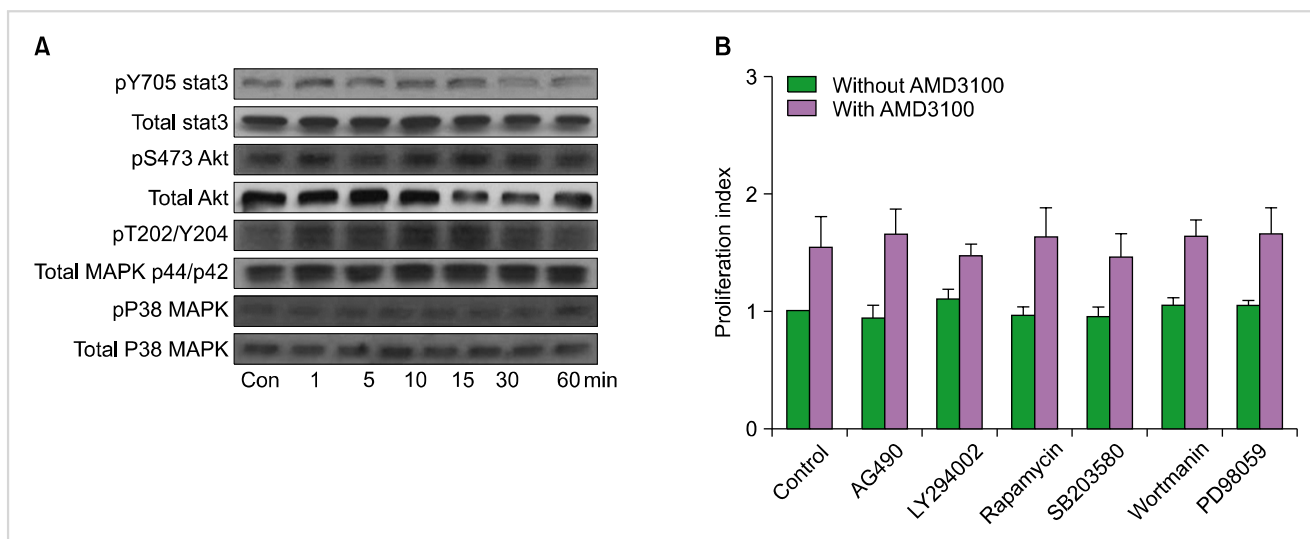 A
pY705 stat3
Total stat3
pS473 Akt
Total Akt
pT202/Y204
Total MAPK p44/p42
pP38 MAPK
Total P38 MAPK
Con 1 5 10 15 30 60 min
B
Without AMD3100
With AMD3100
Proliferation index
3
2
1
0
Control
AG490
LY294002
Rapamycin
SB203580
Wortmanin
PD98059